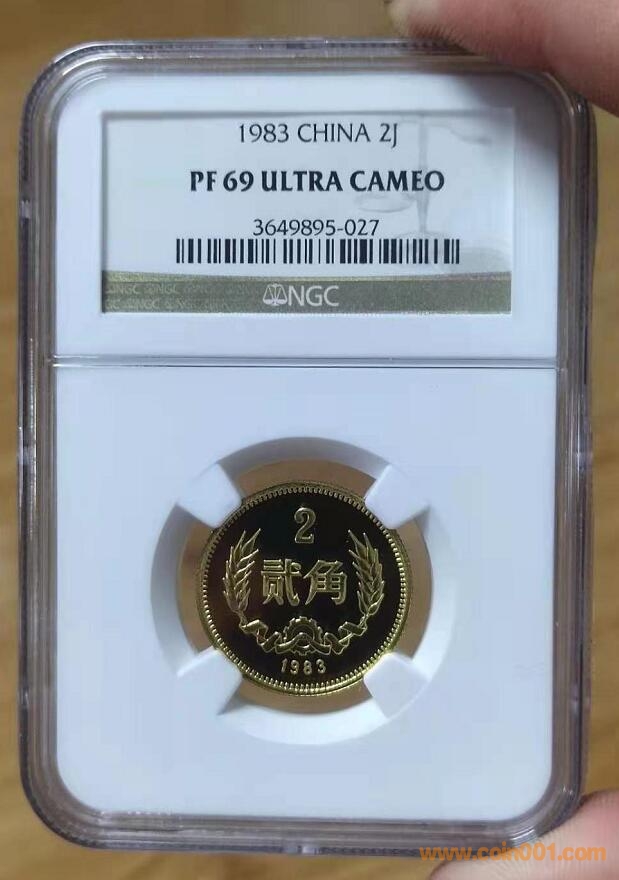 1983 CHINA 2J
PF 69 ULTRA CAMEO
3649895-027
NGC
2
贰角
1983
www.coin001.com